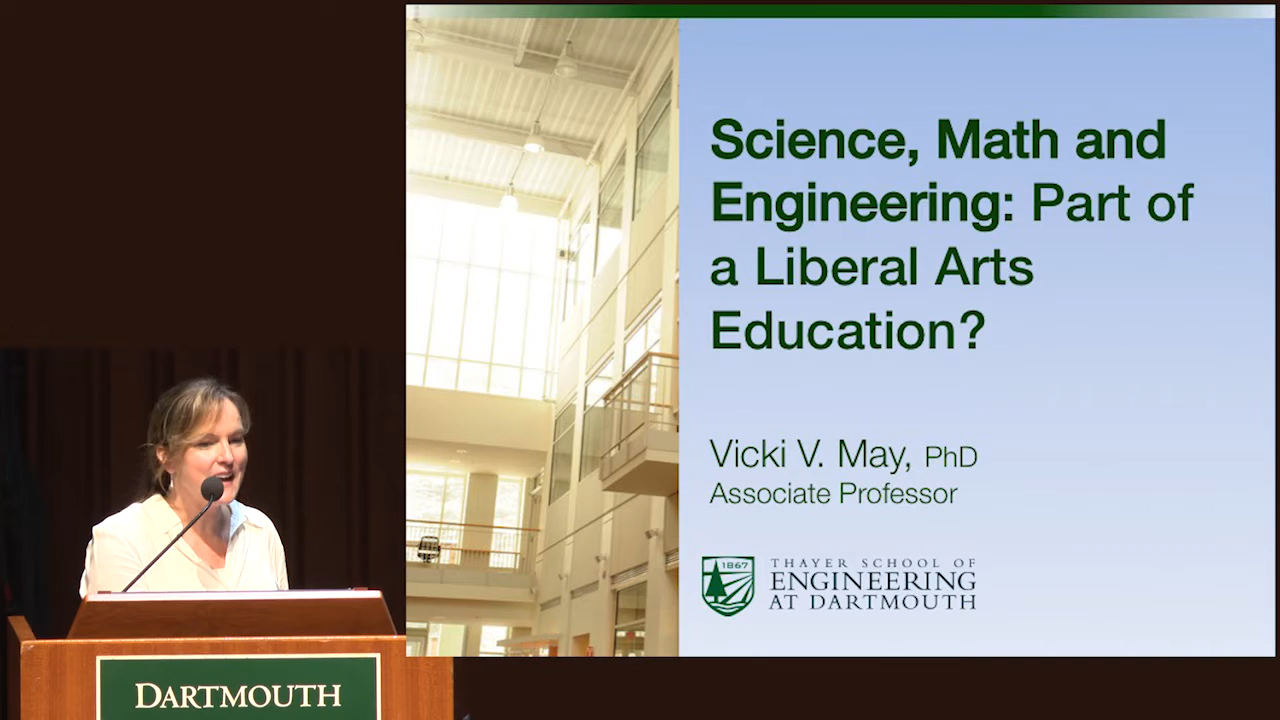 Science, Math and
Engineering: Part of
a Liberal Arts
Education?
Vicki V. May, PhD
Associate Professor
1867
THAYER SCHOOL OF
ENGINEERING
AT DARTMOUTH
DARTMOUTH